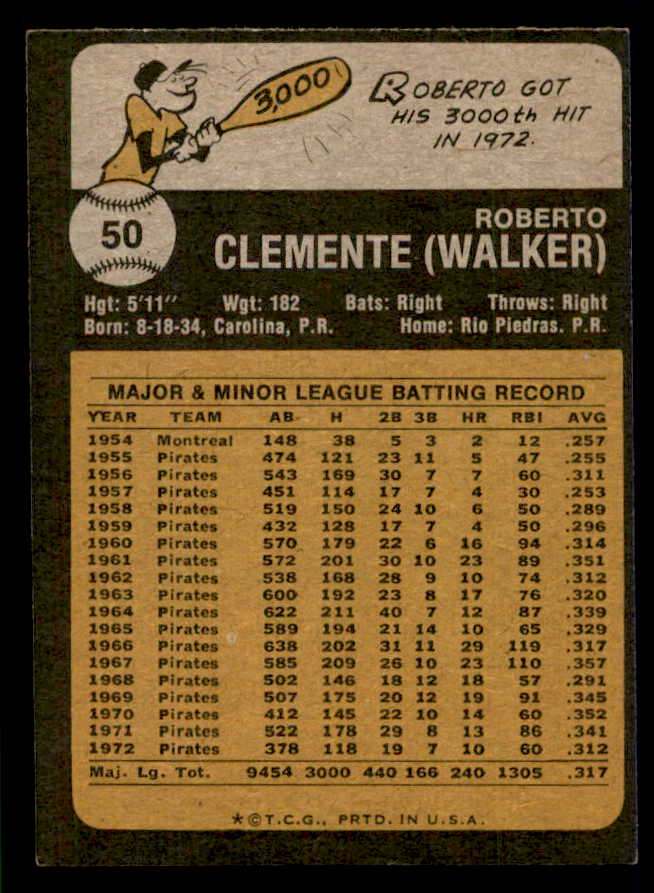 3,000
ROBERTO GOT
HIS 3000th HIT
IN 1972.
50
ROBERTO
CLEMENTE (WALKER)
Hgt: 5'11" Wgt: 182 Bats: Right Throws: Right
Born: 8-18-34, Carolina, P.R. Home: Rio Piedras, P.R.
MAJOR & MINOR LEAGUE BATTING RECORD
YEAR TEAM AB H 2B 3B HR RBI AVG
1954 Montreal 148 38 5 3 2 12 .257
1955 Pirates 474 121 23 11 5 47 .255
1956 Pirates 543 169 30 7 7 60 .311
1957 Pirates 451 114 17 7 4 30 .253
1958 Pirates 519 150 24 10 6 50 .289
1959 Pirates 432 128 17 7 4 50 .296
1960 Pirates 570 179 22 6 16 94 .314
1961 Pirates 572 201 30 10 23 89 .351
1962 Pirates 538 168 28 9 10 74 .312
1963 Pirates 600 192 23 8 17 76 .320
1964 Pirates 622 211 40 7 12 87 .339
1965 Pirates 589 194 21 14 10 65 .329
1966 Pirates 638 202 31 11 29 119 .317
1967 Pirates 585 209 26 10 23 110 .357
1968 Pirates 502 146 18 12 18 57 .291
1969 Pirates 507 175 20 12 19 91 .345
1970 Pirates 412 145 22 10 14 60 .352
1971 Pirates 522 178 29 8 13 86 .341
1972 Pirates 378 118 19 7 10 60 .312
Maj. Lg. Tot. 9454 3000 440 166 240 1305 .317
*©T.C.G., PRTD. IN U.S.A.